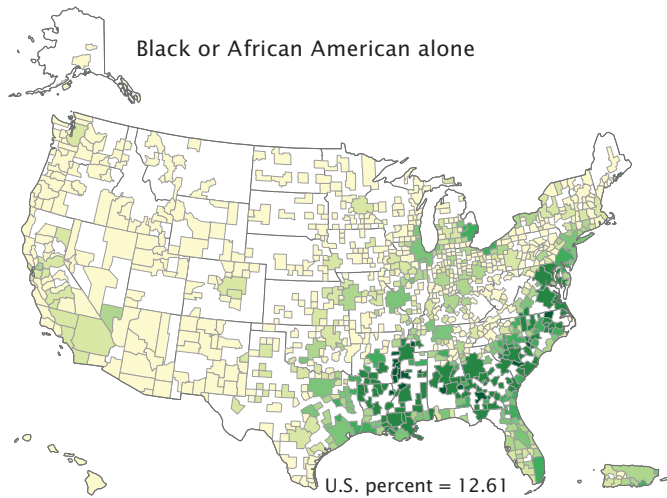 Black or African American alone
U.S. percent = 12.61